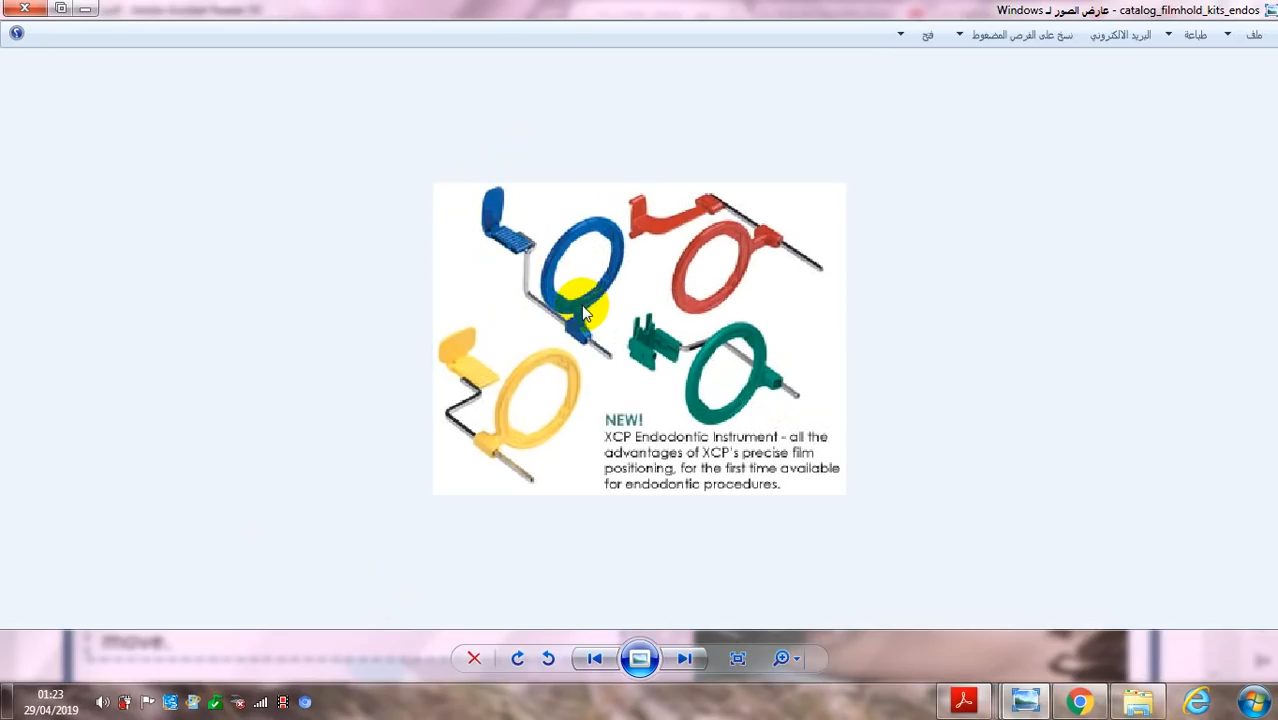 catalog_filmhold_kits_endos - عارض الصور لـ Windows
ملف
طباعة
البريد الالكتروني
نسخ على القرص المضغوط
فتح
NEW!
XCP Endodontic Instrument - all the
advantages of XCP's precise film
positioning, for the first time available
for endodontic procedures.
move.
01:23
29/04/2019